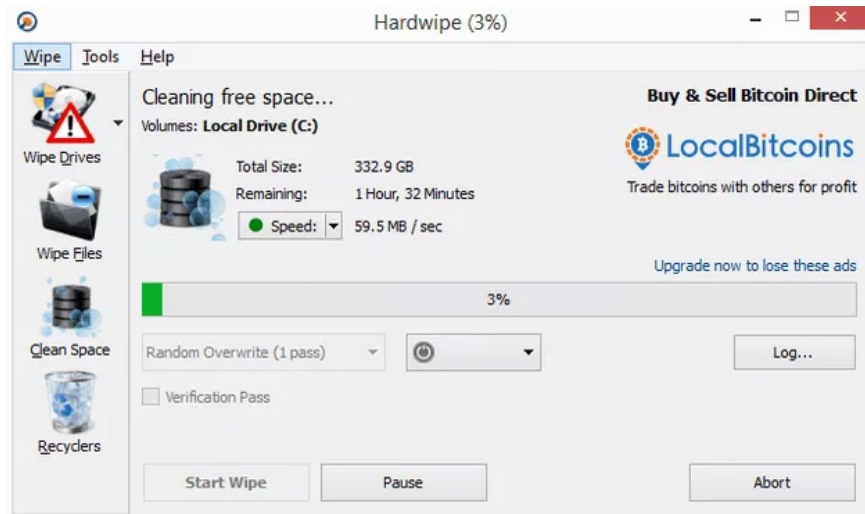 Hardwipe (3%)
Wipe Tools Help
Wipe Drives
Wipe Files
Clean Space
Recyclers
Cleaning free space...
Volumes: Local Drive (C:)
Total Size: 332.9 GB
Remaining: 1 Hour, 32 Minutes
Speed: 59.5 MB / sec
Buy & Sell Bitcoin Direct
LocalBitcoins
Trade bitcoins with others for profit
Upgrade now to lose these ads
3%
Random Overwrite (1 pass)
Log...
Verification Pass
Start Wipe Pause Abort